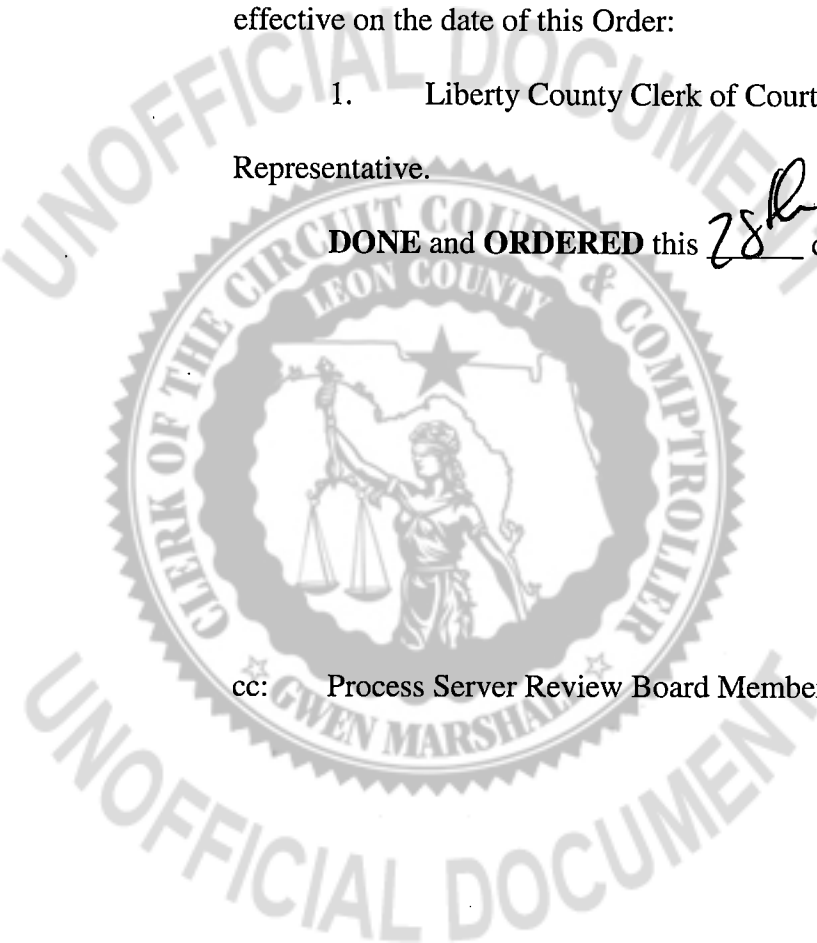 effective on the date of this Order:
1. Liberty County Clerk of Court
Representative.
DONE and ORDERED this 28th
cc: Process Server Review Board Membe
UNOFFICIAL DOCUMENT
CLERK OF THE CIRCUIT COURT & COMPTROLLER
LEON COUNTY
GWEN MARSHALL
UNOFFICIAL DOCUMENT